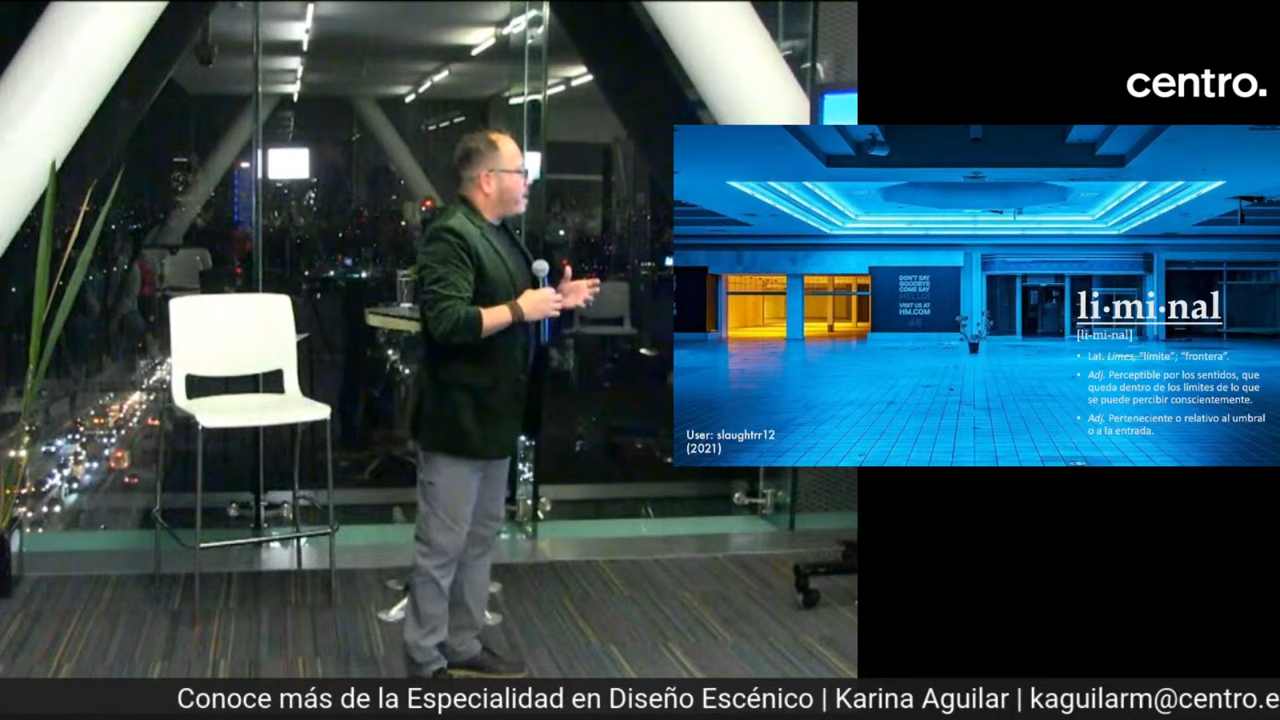 centro.
DON'T SAY
GOODBYE
COME SAY
HELLO!
VISIT US AT
HM.COM
li·mi·nal
[li-mi-nal]
• Lat. Limes, "límite"; "frontera".
• Adj. Perceptible por los sentidos, que
queda dentro de los límites de lo que
se puede percibir conscientemente.
• Adj. Perteneciente o relativo al umbral
o a la entrada.
User: slaughtrr12
(2021)
Conoce más de la Especialidad en Diseño Escénico | Karina Aguilar | kaguilarm@centro.e